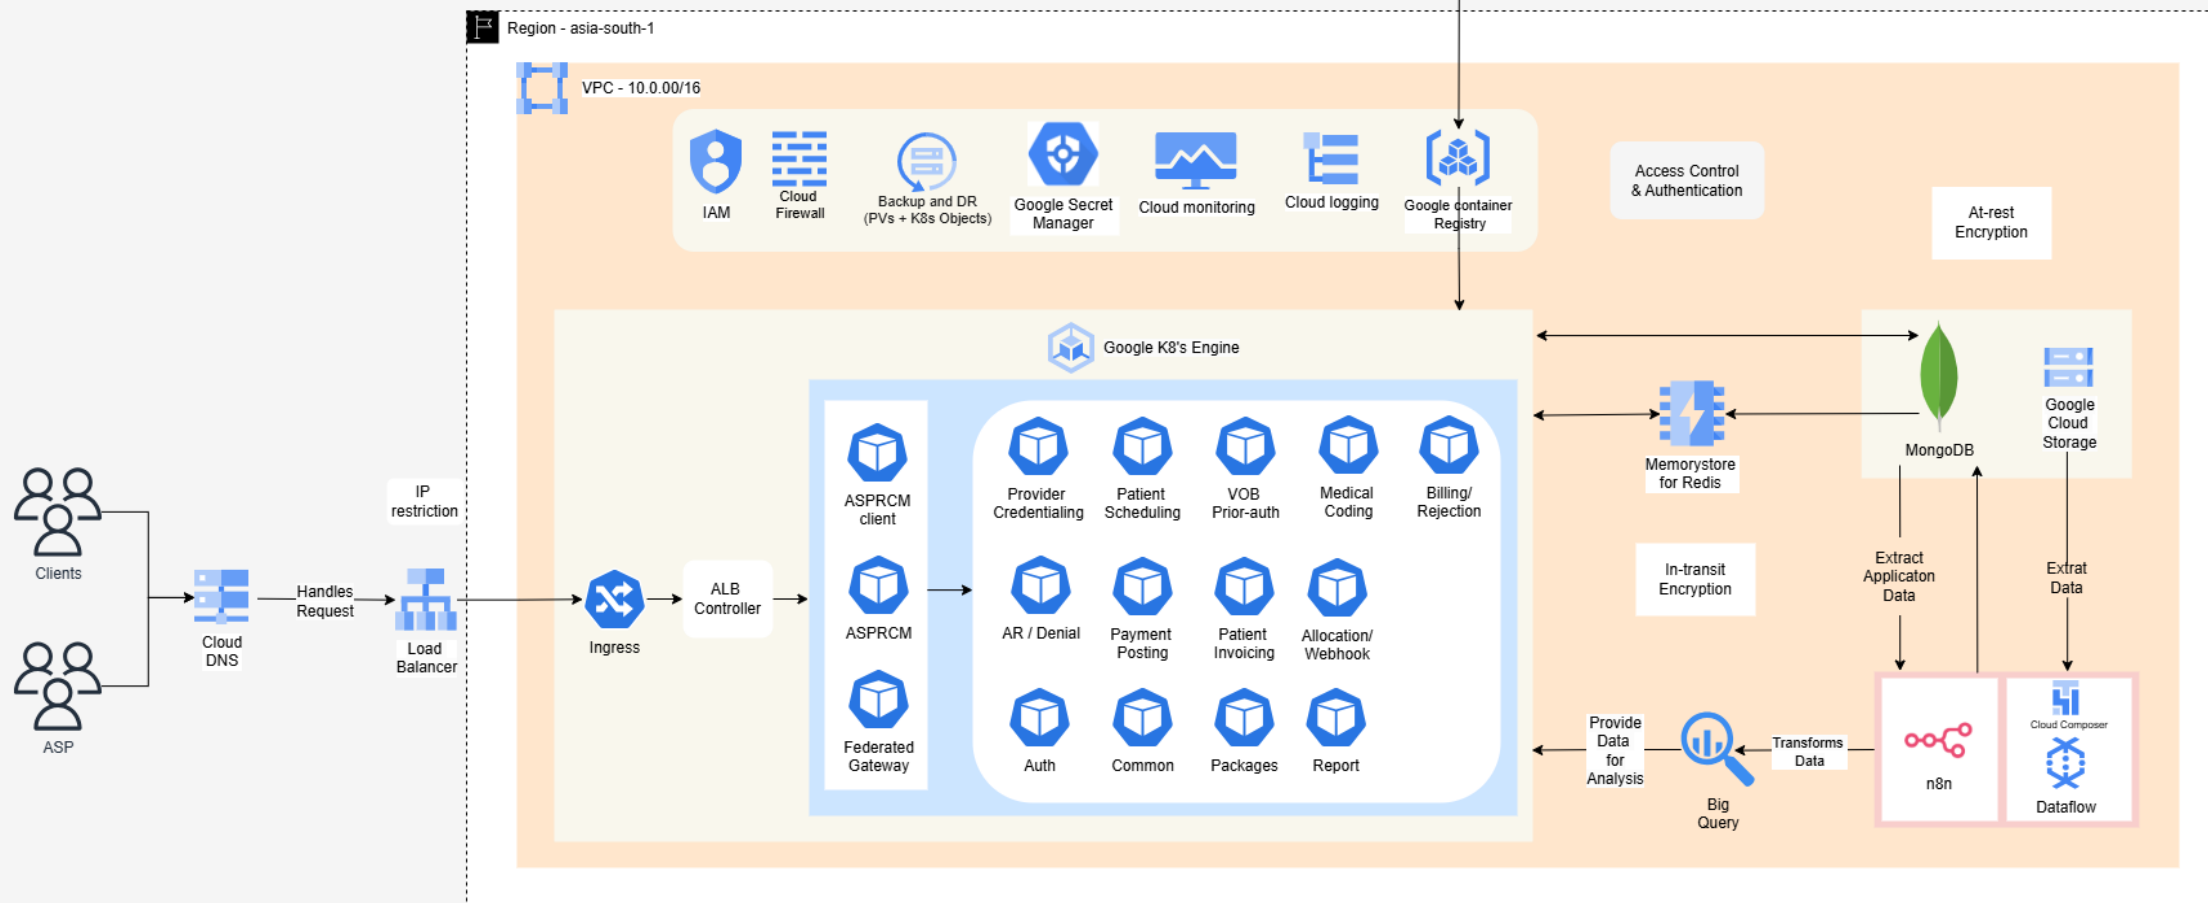 Region - asia-south-1
VPC - 10.0.00/16
IAM
Cloud
Firewall
Backup and DR
(PVs + K8s Objects)
Google Secret
Manager
Cloud monitoring
Cloud logging
Google container
Registry
Access Control
& Authentication
At-rest
Encryption
Google K8's Engine
ASPRCM
client
ASPRCM
Federated
Gateway
Provider
Credentialing
Patient
Scheduling
VOB
Prior-auth
Medical
Coding
Billing/
Rejection
AR / Denial
Payment
Posting
Patient
Invoicing
Allocation/
Webhook
Auth
Common
Packages
Report
Clients
ASP
Cloud
DNS
Handles
Request
IP
restriction
Load
Balancer
Ingress
ALB
Controller
MongoDB
Google
Cloud
Storage
Memorystore
for Redis
In-transit
Encryption
Extract
Applicaton
Data
Extrat
Data
Provide
Data
for
Analysis
Big
Query
Transforms
Data
n8n
Cloud Composer
Dataflow